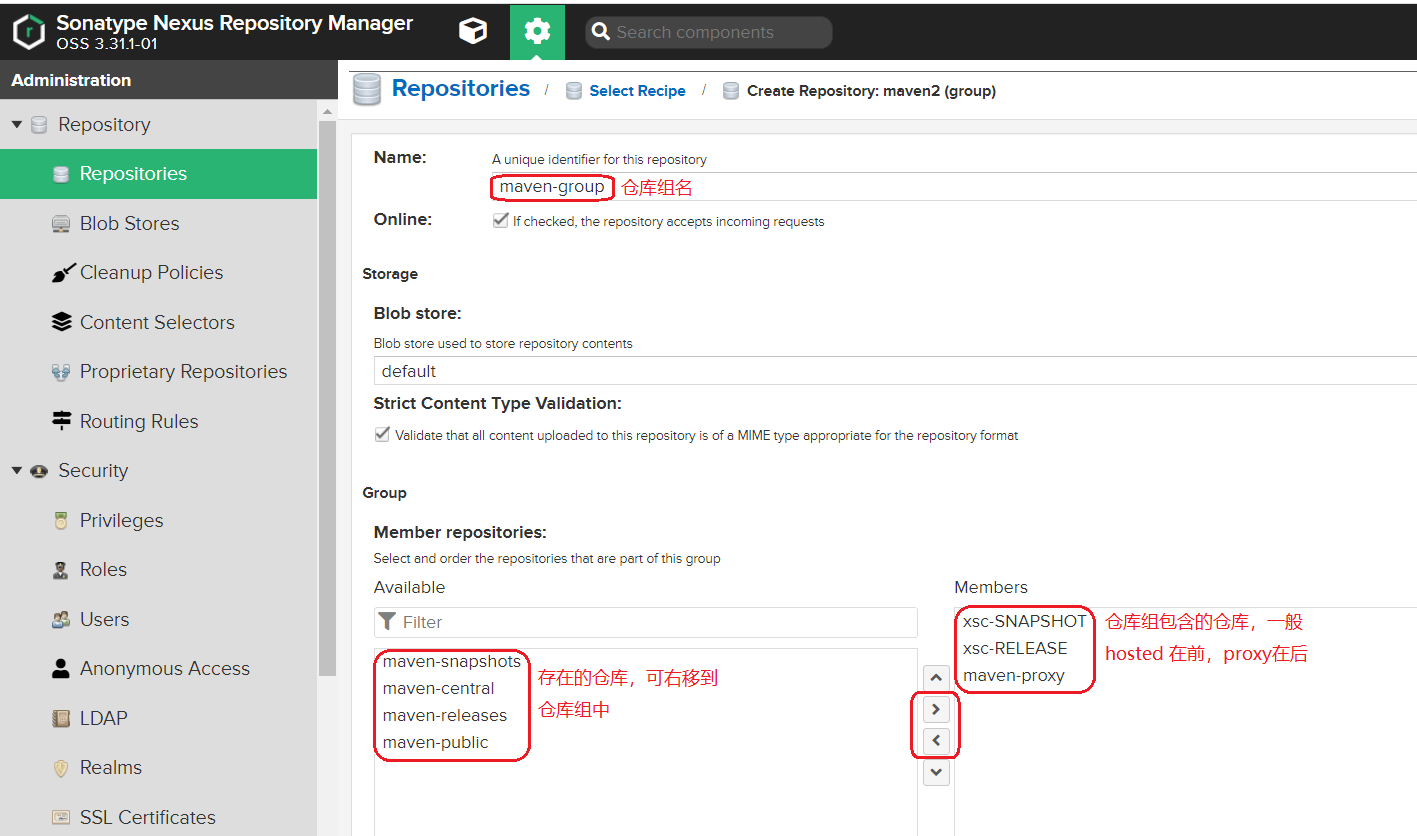 Sonatype Nexus Repository Manager
OSS 3.31.1-01
Search components
Administration
Repository
Repositories
Blob Stores
Cleanup Policies
Content Selectors
Proprietary Repositories
Routing Rules
Security
Privileges
Roles
Users
Anonymous Access
LDAP
Realms
SSL Certificates
Repositories / Select Recipe / Create Repository: maven2 (group)
Name:
A unique identifier for this repository
maven-group 仓库组名
Online:
If checked, the repository accepts incoming requests
Storage
Blob store:
Blob store used to store repository contents
default
Strict Content Type Validation:
Validate that all content uploaded to this repository is of a MIME type appropriate for the repository format
Group
Member repositories:
Select and order the repositories that are part of this group
Available
Filter
maven-snapshots
maven-central
maven-releases
maven-public
存在的仓库，可右移到
仓库组中
Members
xsc-SNAPSHOT
xsc-RELEASE
maven-proxy
仓库组包含的仓库，一般
hosted 在前，proxy在后